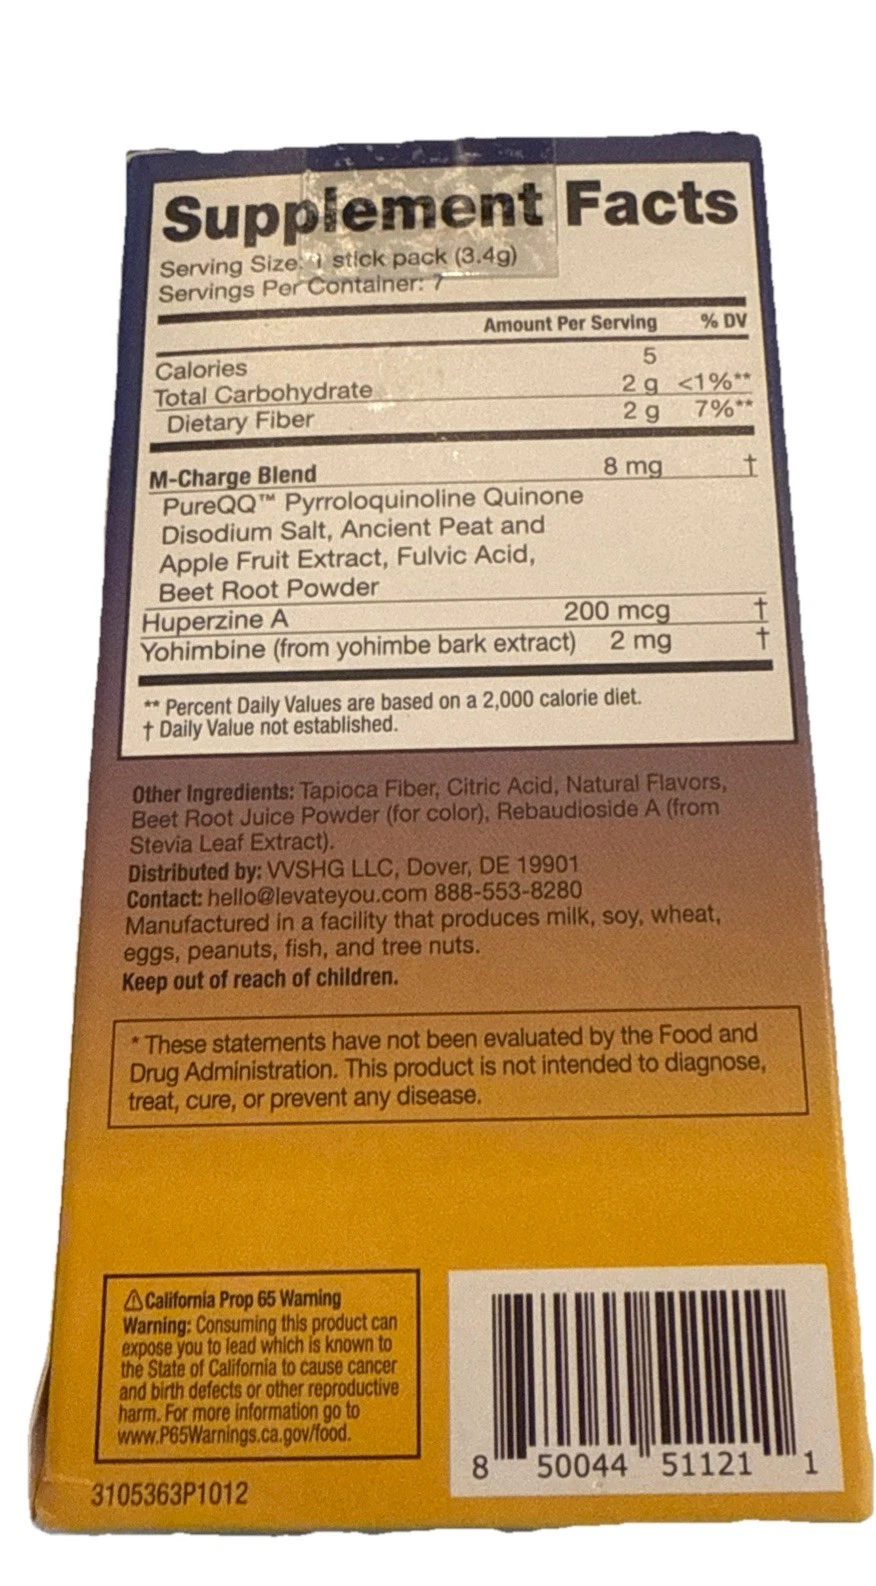 Supplement Facts
Serving Size: 1 stick pack (3.4g)
Servings Per Container: 7
Amount Per Serving % DV
Calories 5
Total Carbohydrate 2 g <1%**
Dietary Fiber 2 g 7%**
M-Charge Blend 8 mg †
PureQQ™ Pyrroloquinoline Quinone
Disodium Salt, Ancient Peat and
Apple Fruit Extract, Fulvic Acid,
Beet Root Powder
Huperzine A 200 mcg †
Yohimbine (from yohimbe bark extract) 2 mg †
** Percent Daily Values are based on a 2,000 calorie diet.
† Daily Value not established.
Other Ingredients: Tapioca Fiber, Citric Acid, Natural Flavors,
Beet Root Juice Powder (for color), Rebaudioside A (from
Stevia Leaf Extract).
Distributed by: VVSHG LLC, Dover, DE 19901
Contact: hello@levateyou.com 888-553-8280
Manufactured in a facility that produces milk, soy, wheat,
eggs, peanuts, fish, and tree nuts.
Keep out of reach of children.
* These statements have not been evaluated by the Food and
Drug Administration. This product is not intended to diagnose,
treat, cure, or prevent any disease.
⚠ California Prop 65 Warning
Warning: Consuming this product can
expose you to lead which is known to
the State of California to cause cancer
and birth defects or other reproductive
harm. For more information go to
www.P65Warnings.ca.gov/food.
8 50044 51121 1
3105363P1012